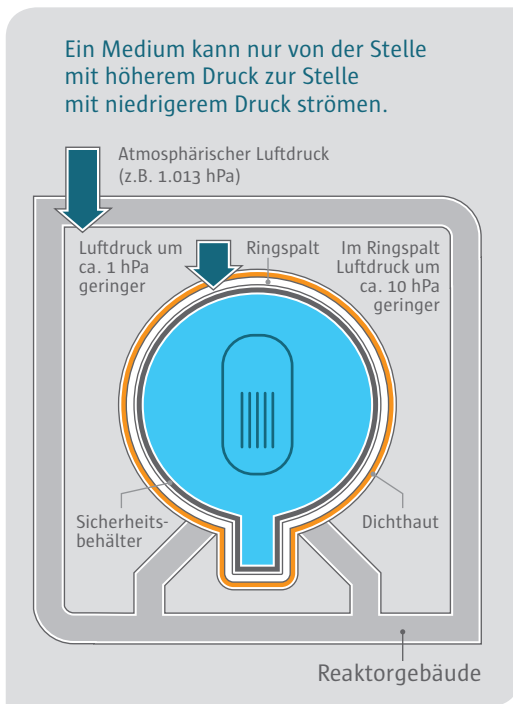 Ein Medium kann nur von der Stelle
mit höherem Druck zur Stelle
mit niedrigerem Druck strömen.
Atmosphärischer Luftdruck
(z.B. 1.013 hPa)
Luftdruck um
ca. 1 hPa
geringer
Ringspalt
Im Ringspalt
Luftdruck um
ca. 10 hPa
geringer
Sicherheits-
behälter
Dichthaut
Reaktorgebäude